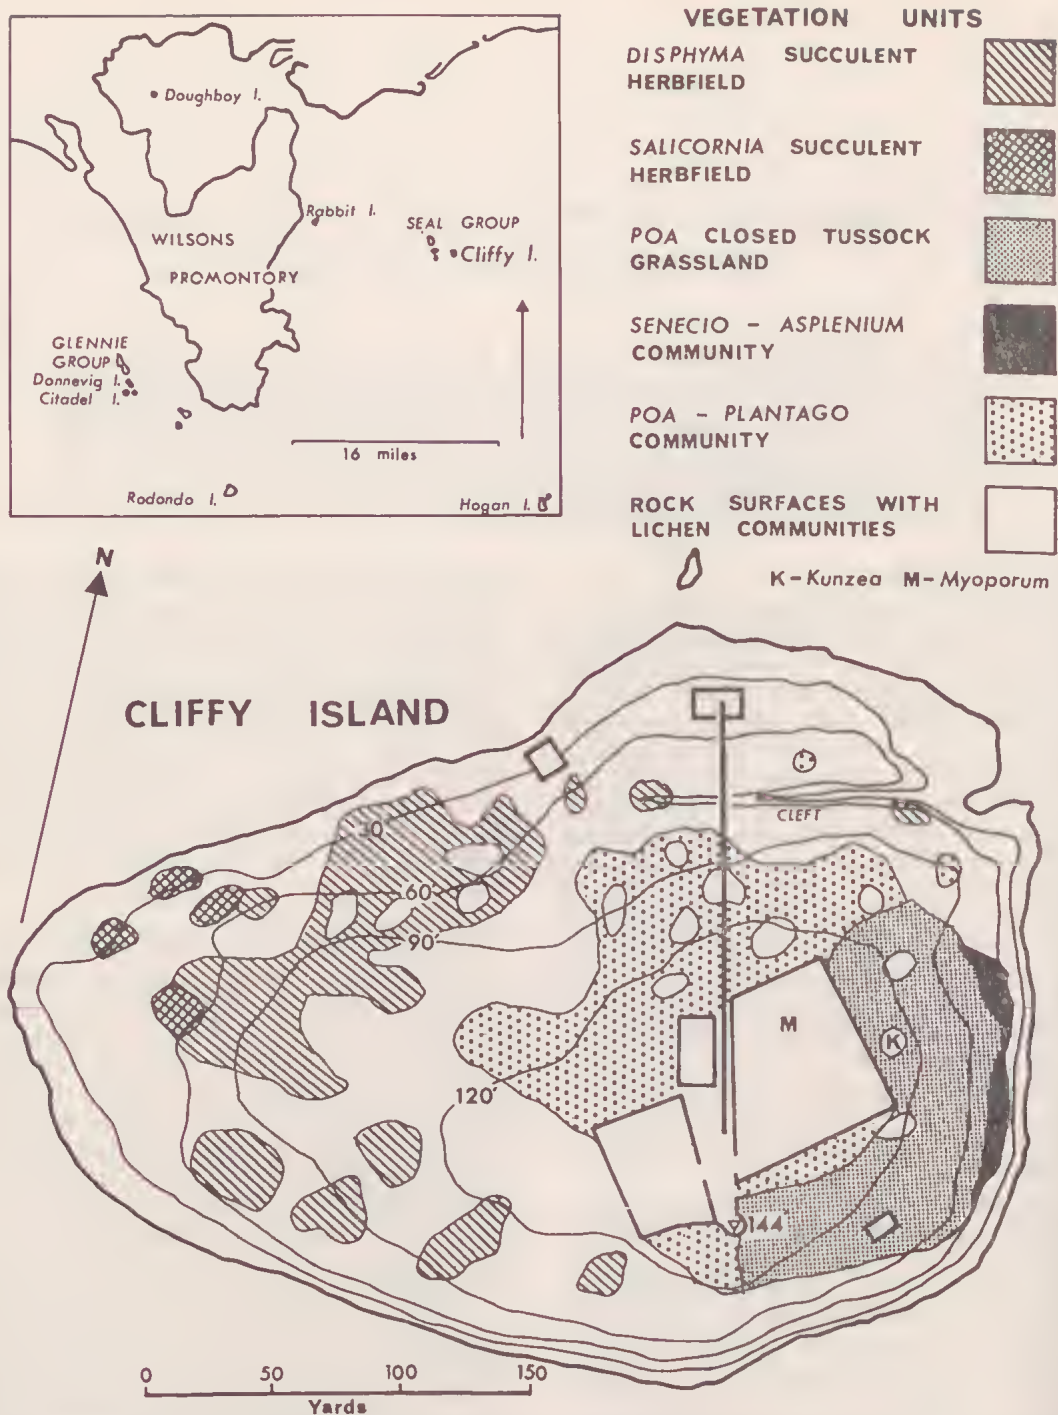 Doughboy I.
Rabbit I.
SEAL GROUP
Cliffy I.
WILSONS
PROMONTORY
GLENNIE
GROUP
Dannevig I.
Citadel I.
16 miles
Rodondo I.
Hogan I.
VEGETATION UNITS
DISPHYMA SUCCULENT
HERBFIELD
SALICORNIA SUCCULENT
HERBFIELD
POA CLOSED TUSSOCK
GRASSLAND
SENECIO - ASPLENIUM
COMMUNITY
POA - PLANTAGO
COMMUNITY
ROCK SURFACES WITH
LICHEN COMMUNITIES
K-Kunzea M-Myoporum
N
CLIFFY ISLAND
CLEFT
30
60
90
M
K
120
144
0 50 100 150
Yards